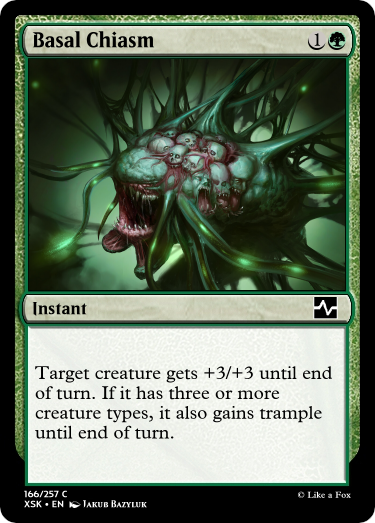 Basal Chiasm 1
Instant
Target creature gets +3/+3 until end
of turn. If it has three or more
creature types, it also gains trample
until end of turn.
166/257 C
XSK • EN Jakub Bazyluk
© Like a Fox